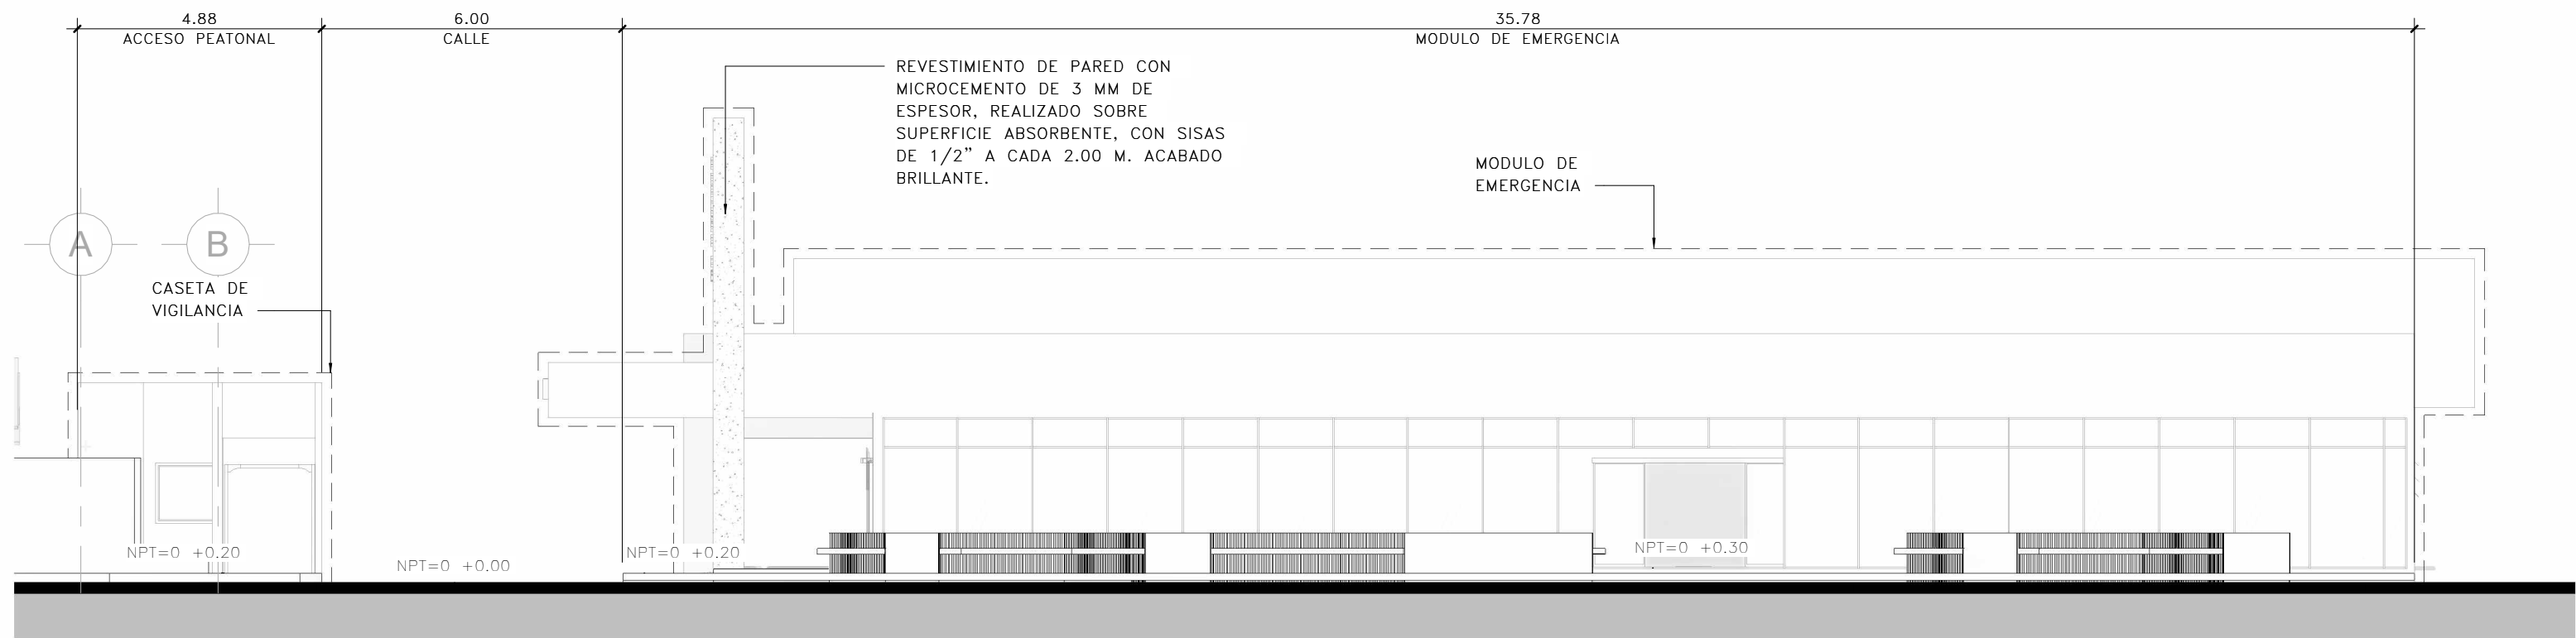 4.88
ACCESO PEATONAL
6.00
CALLE
35.78
MODULO DE EMERGENCIA
REVESTIMIENTO DE PARED CON
MICROCEMENTO DE 3 MM DE
ESPESOR, REALIZADO SOBRE
SUPERFICIE ABSORBENTE, CON SISAS
DE 1/2” A CADA 2.00 M. ACABADO
BRILLANTE.
MODULO DE
EMERGENCIA
A
B
CASETA DE
VIGILANCIA
NPT=0 +0.20
NPT=0 +0.00
NPT=0 +0.20
NPT=0 +0.30